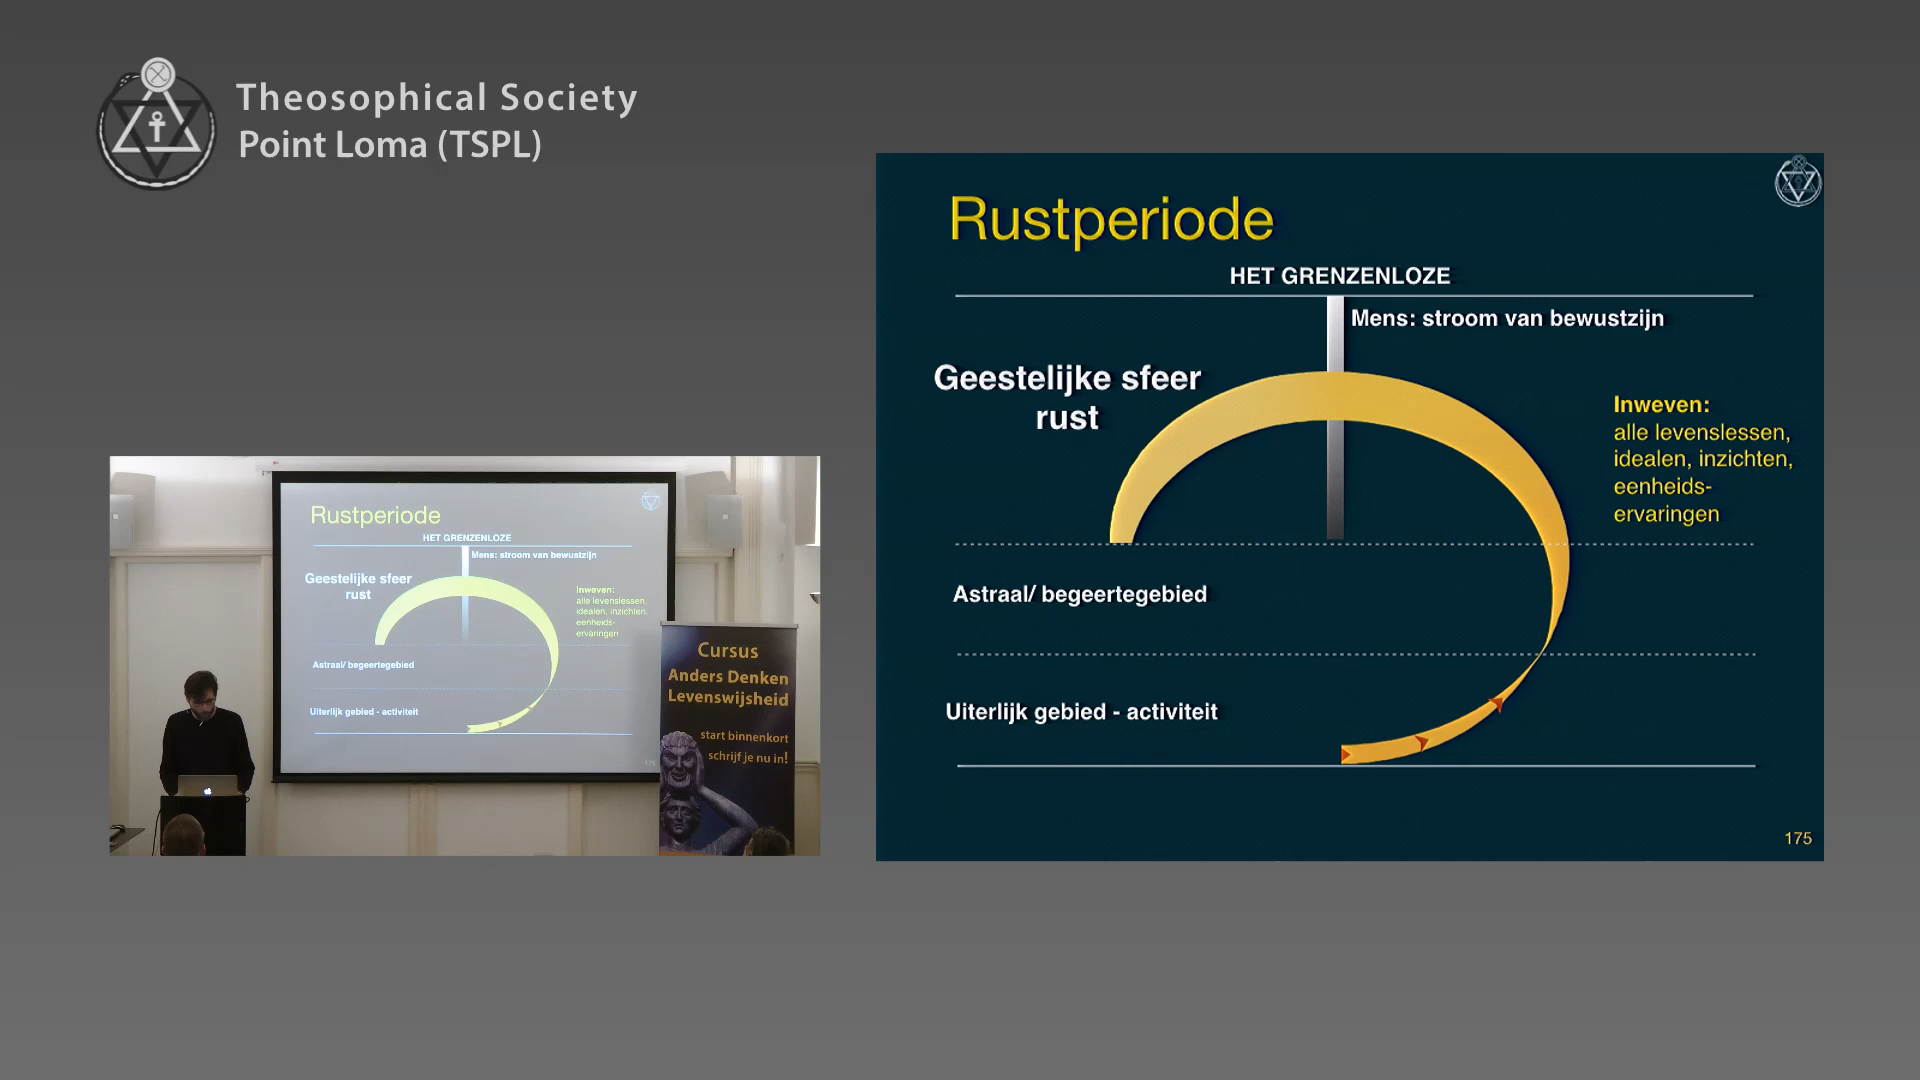 Theosophical Society
Point Loma (TSPL)
Rustperiode
HET GRENZENLOZE
Mens: stroom van bewustzijn
Geestelijke sfeer
rust
Inweven:
alle levenslessen,
idealen, inzichten,
eenheids-
ervaringen
Astraal/ begeertegebied
Uiterlijk gebied - activiteit
175
Rustperiode
HET GRENZENLOZE
Mens: stroom van bewustzijn
Geestelijke sfeer
rust
Inweven:
alle levenslessen,
idealen, inzichten,
eenheids-
ervaringen
Astraal/ begeertegebied
Uiterlijk gebied - activiteit
175
Cursus
Anders Denken
Levenswijsheid
start binnenkort
schrijf je nu in!